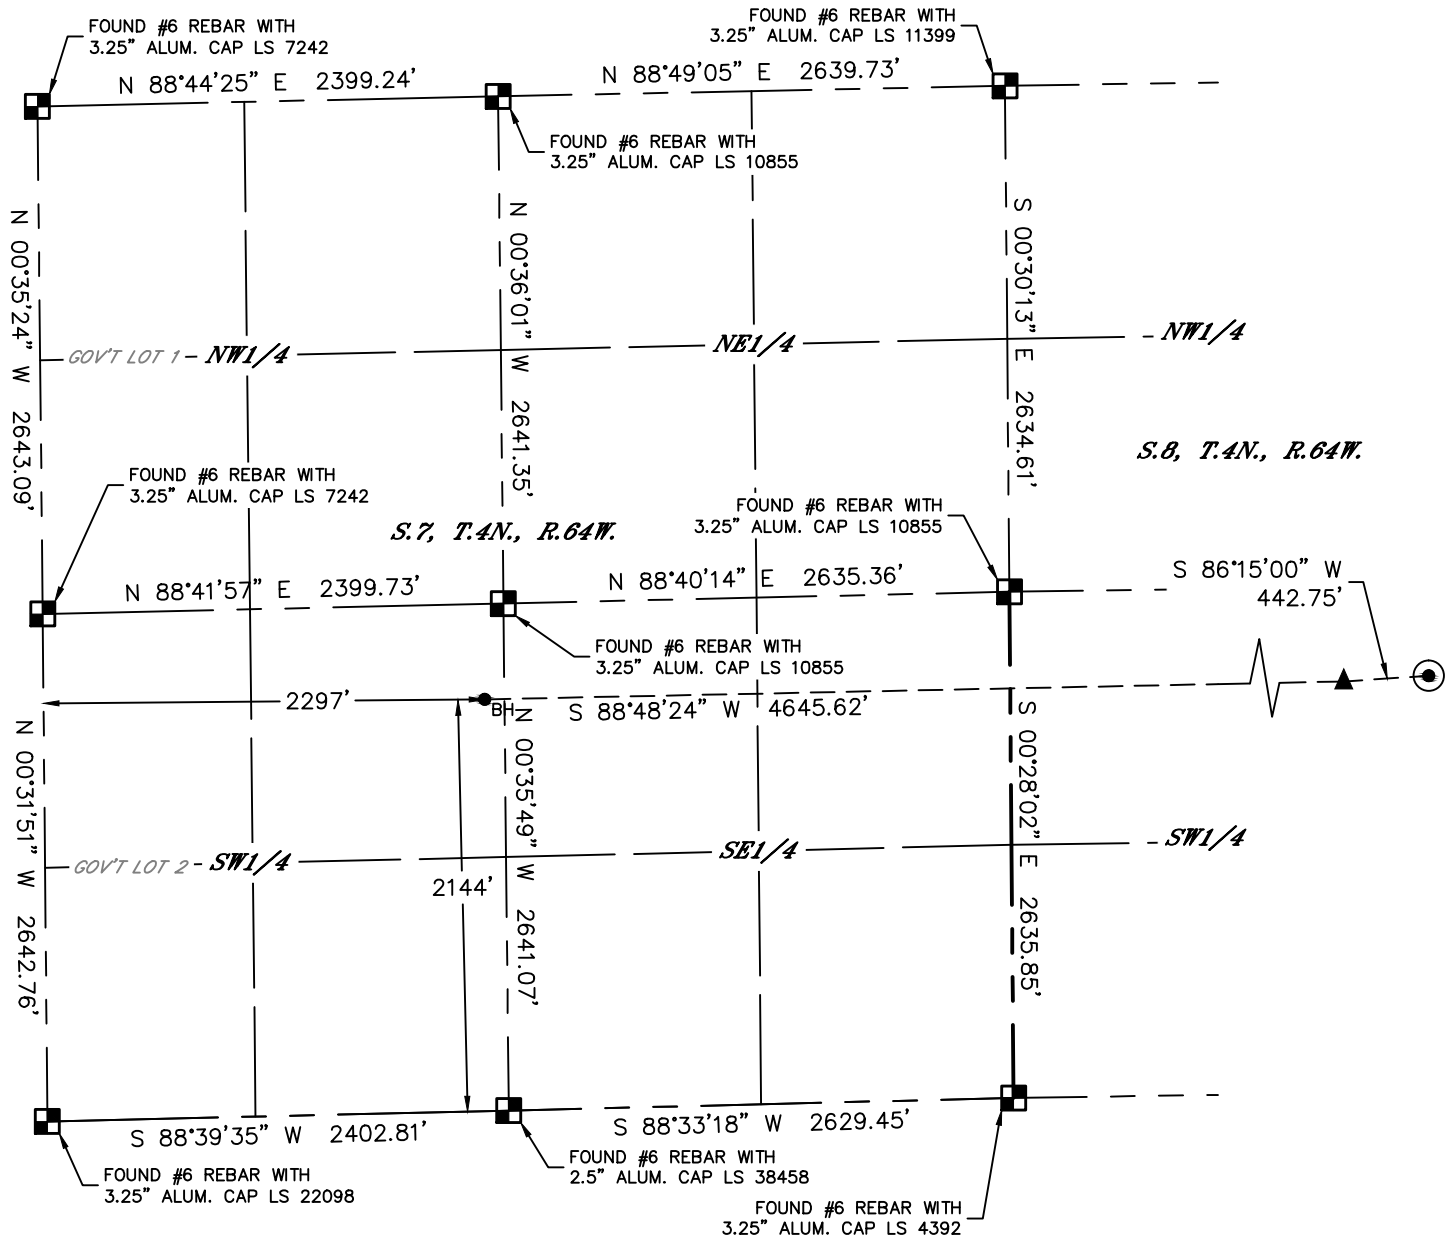 FOUND #6 REBAR WITH
3.25" ALUM. CAP LS 7242
FOUND #6 REBAR WITH
3.25" ALUM. CAP LS 11399
N 88°44'25" E 2399.24'
N 88°49'05" E 2639.73'
FOUND #6 REBAR WITH
3.25" ALUM. CAP LS 10855
N 00°35'24" W 2643.09'
N 00°36'01" W 2641.35'
S 00°30'13" E 2634.61'
GOV'T LOT 1
NW1/4
NE1/4
NW1/4
S.8, T.4N., R.64W.
FOUND #6 REBAR WITH
3.25" ALUM. CAP LS 7242
S.7, T.4N., R.64W.
FOUND #6 REBAR WITH
3.25" ALUM. CAP LS 10855
N 88°41'57" E 2399.73'
N 88°40'14" E 2635.36'
S 86°15'00" W
442.75'
FOUND #6 REBAR WITH
3.25" ALUM. CAP LS 10855
2297'
BH
S 88°48'24" W 4645.62'
N 00°31'51" W 2642.76'
N 00°35'49" W 2641.07'
S 00°28'02" E 2635.85'
GOV'T LOT 2
SW1/4
SE1/4
SW1/4
2144'
S 88°39'35" W 2402.81'
S 88°33'18" W 2629.45'
FOUND #6 REBAR WITH
3.25" ALUM. CAP LS 22098
FOUND #6 REBAR WITH
2.5" ALUM. CAP LS 38458
FOUND #6 REBAR WITH
3.25" ALUM. CAP LS 4392